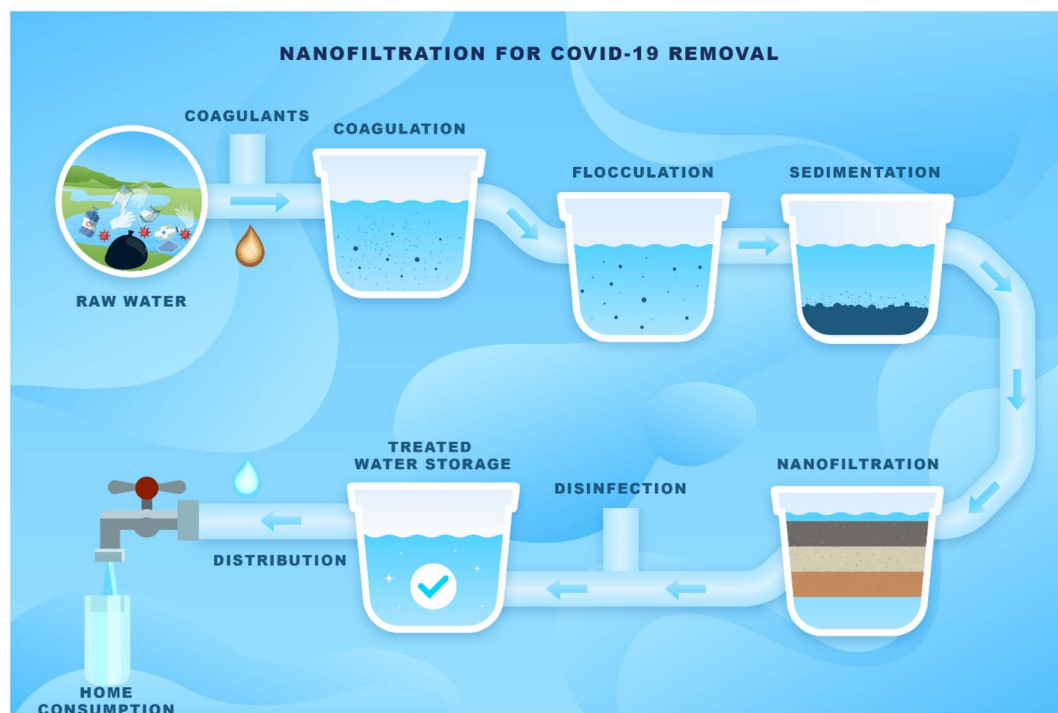 NANOFILTRATION FOR COVID-19 REMOVAL
COAGULANTS
COAGULATION
FLOCCULATION
SEDIMENTATION
RAW WATER
NANOFILTRATION
DISINFECTION
TREATED
WATER STORAGE
DISTRIBUTION
HOME
CONSUMPTION